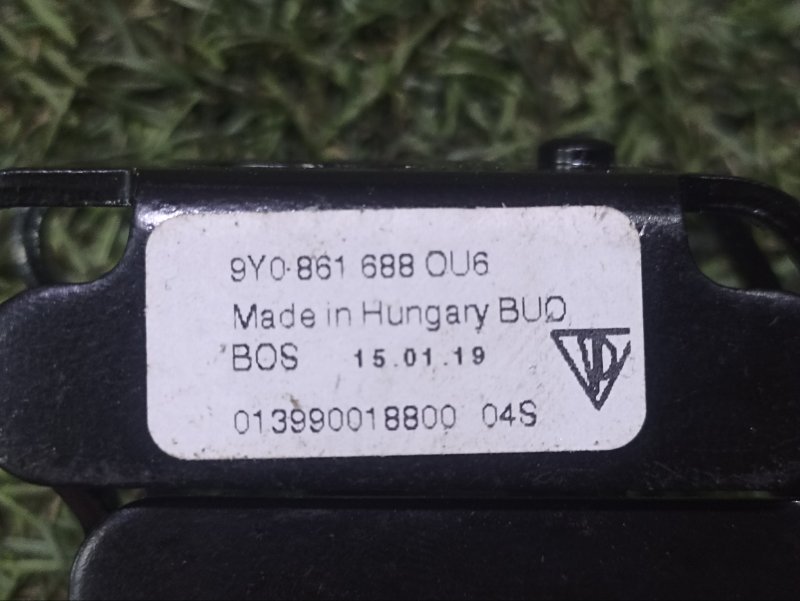 9Y0·861 688 OU6
Made in Hungary BUD
BOS 15.01.19
013990018800 04S